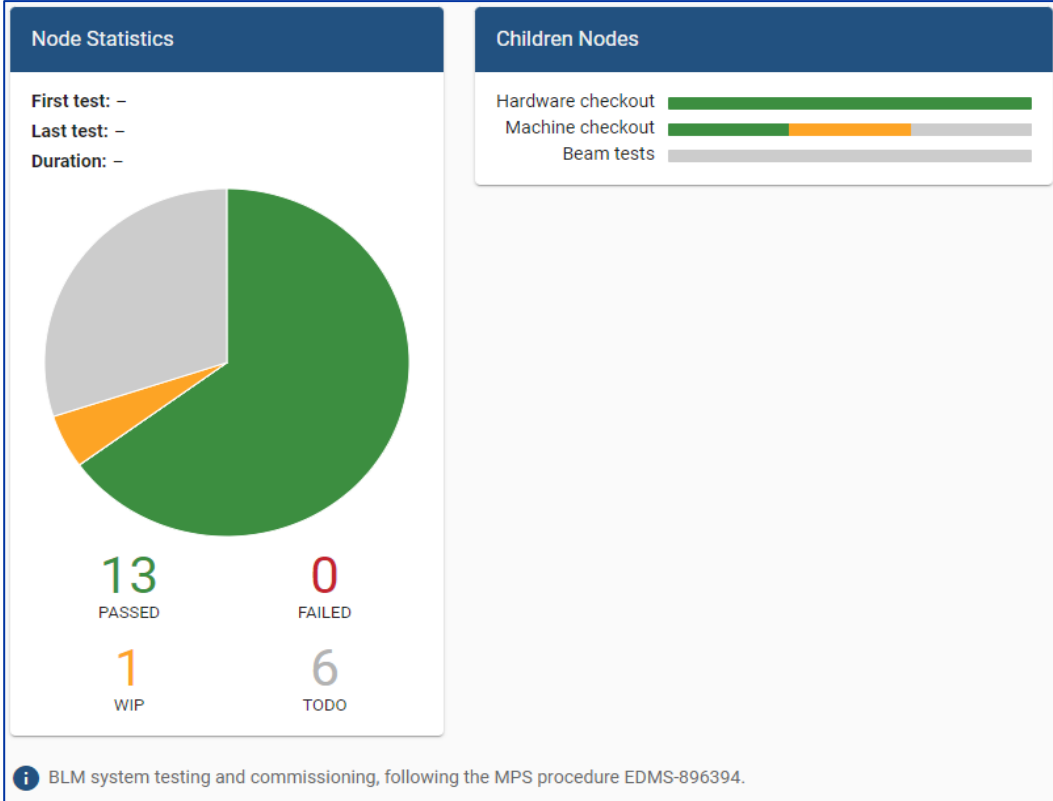 Node Statistics
First test: –
Last test: –
Duration: –
13
PASSED
0
FAILED
1
WIP
6
TODO
Children Nodes
Hardware checkout
Machine checkout
Beam tests
i BLM system testing and commissioning, following the MPS procedure EDMS-896394.